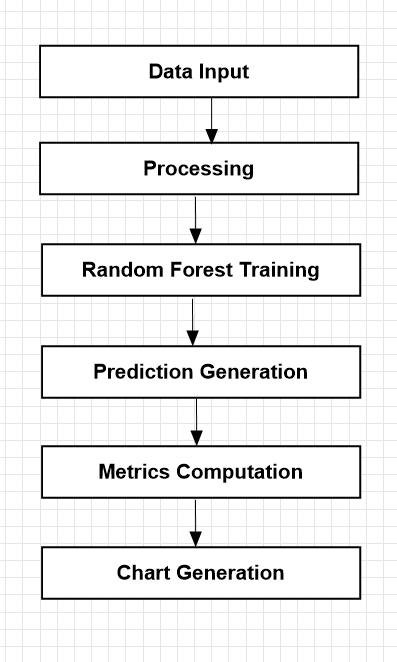 Data Input
Processing
Random Forest Training
Prediction Generation
Metrics Computation
Chart Generation